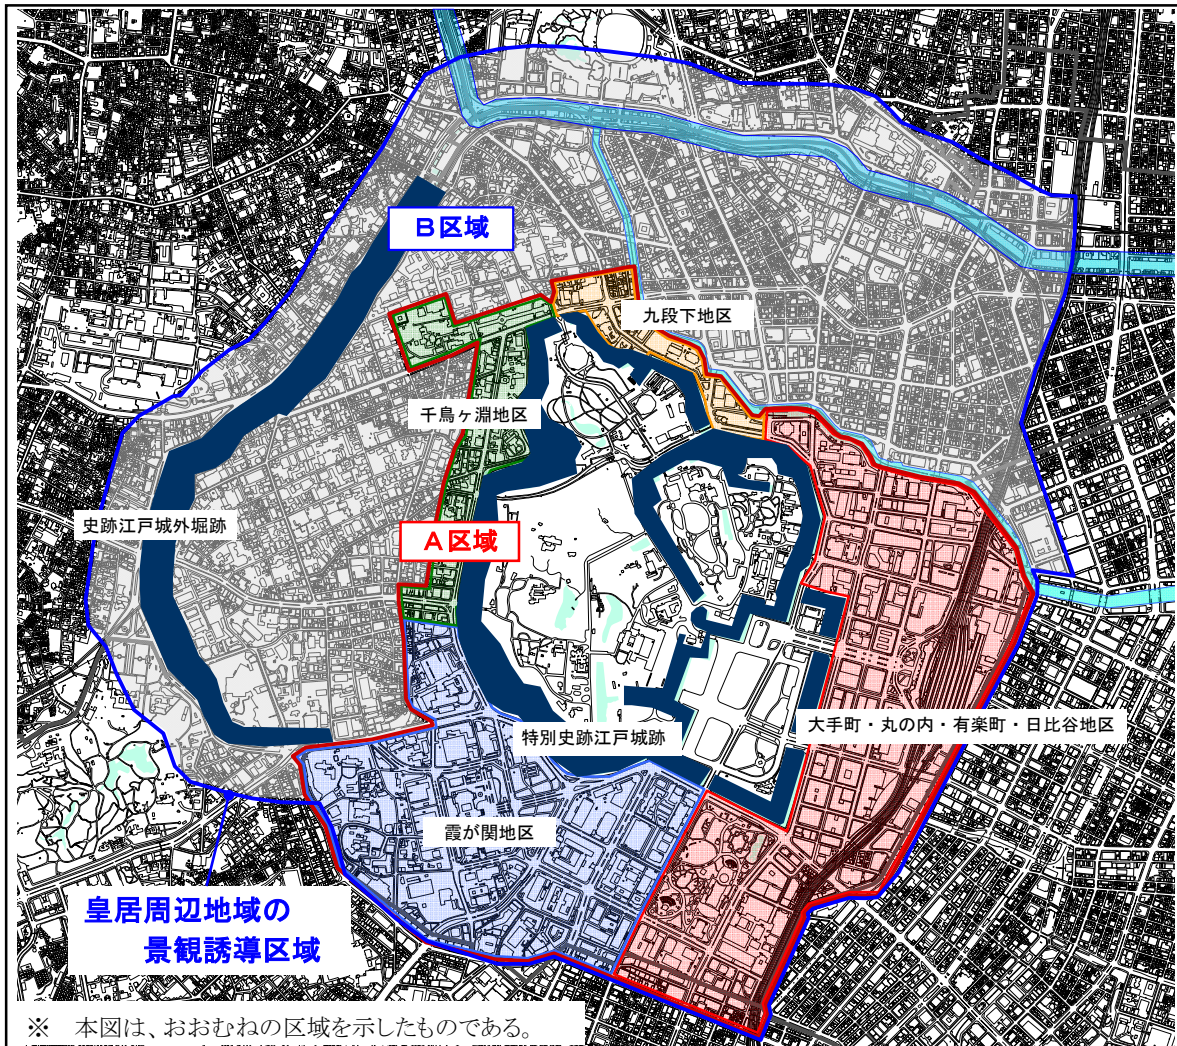 B区域
九段下地区
千鳥ヶ淵地区
史跡江戸城外堀跡
A区域
大手町・丸の内・有楽町・日比谷地区
特別史跡江戸城跡
霞が関地区
皇居周辺地域の
景観誘導区域
※ 本図は、おおむねの区域を示したものである。